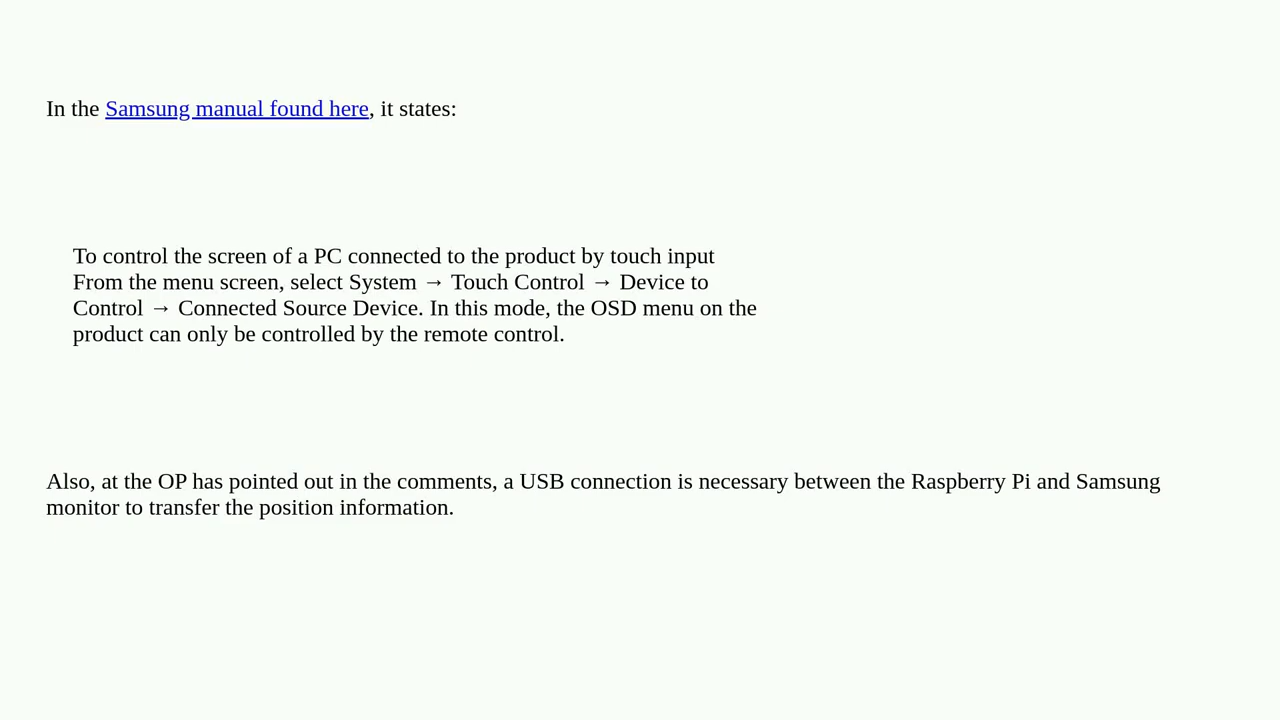 In the Samsung manual found here, it states:
To control the screen of a PC connected to the product by touch input
From the menu screen, select System → Touch Control → Device to
Control → Connected Source Device. In this mode, the OSD menu on the
product can only be controlled by the remote control.
Also, at the OP has pointed out in the comments, a USB connection is necessary between the Raspberry Pi and Samsung
monitor to transfer the position information.